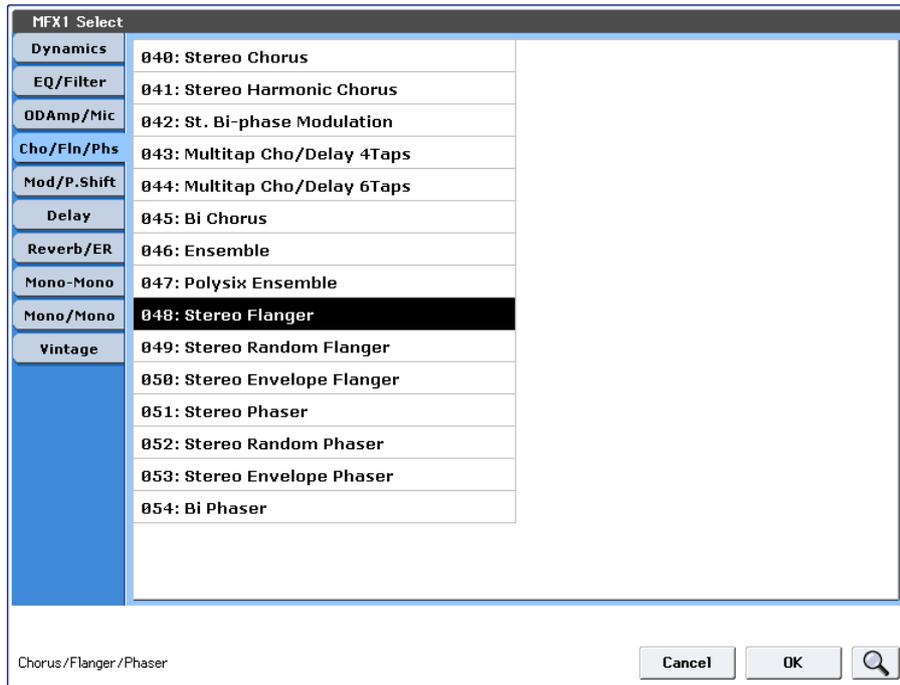 MFX1 Select
Dynamics
EQ/Filter
ODAmp/Mic
Cho/Fln/Phs
Mod/P.Shift
Delay
Reverb/ER
Mono-Mono
Mono/Mono
Vintage
040: Stereo Chorus
041: Stereo Harmonic Chorus
042: St. Bi-phase Modulation
043: Multitap Cho/Delay 4Taps
044: Multitap Cho/Delay 6Taps
045: Bi Chorus
046: Ensemble
047: Polysix Ensemble
048: Stereo Flanger
049: Stereo Random Flanger
050: Stereo Envelope Flanger
051: Stereo Phaser
052: Stereo Random Phaser
053: Stereo Envelope Phaser
054: Bi Phaser
Chorus/Flanger/Phaser
Cancel
OK